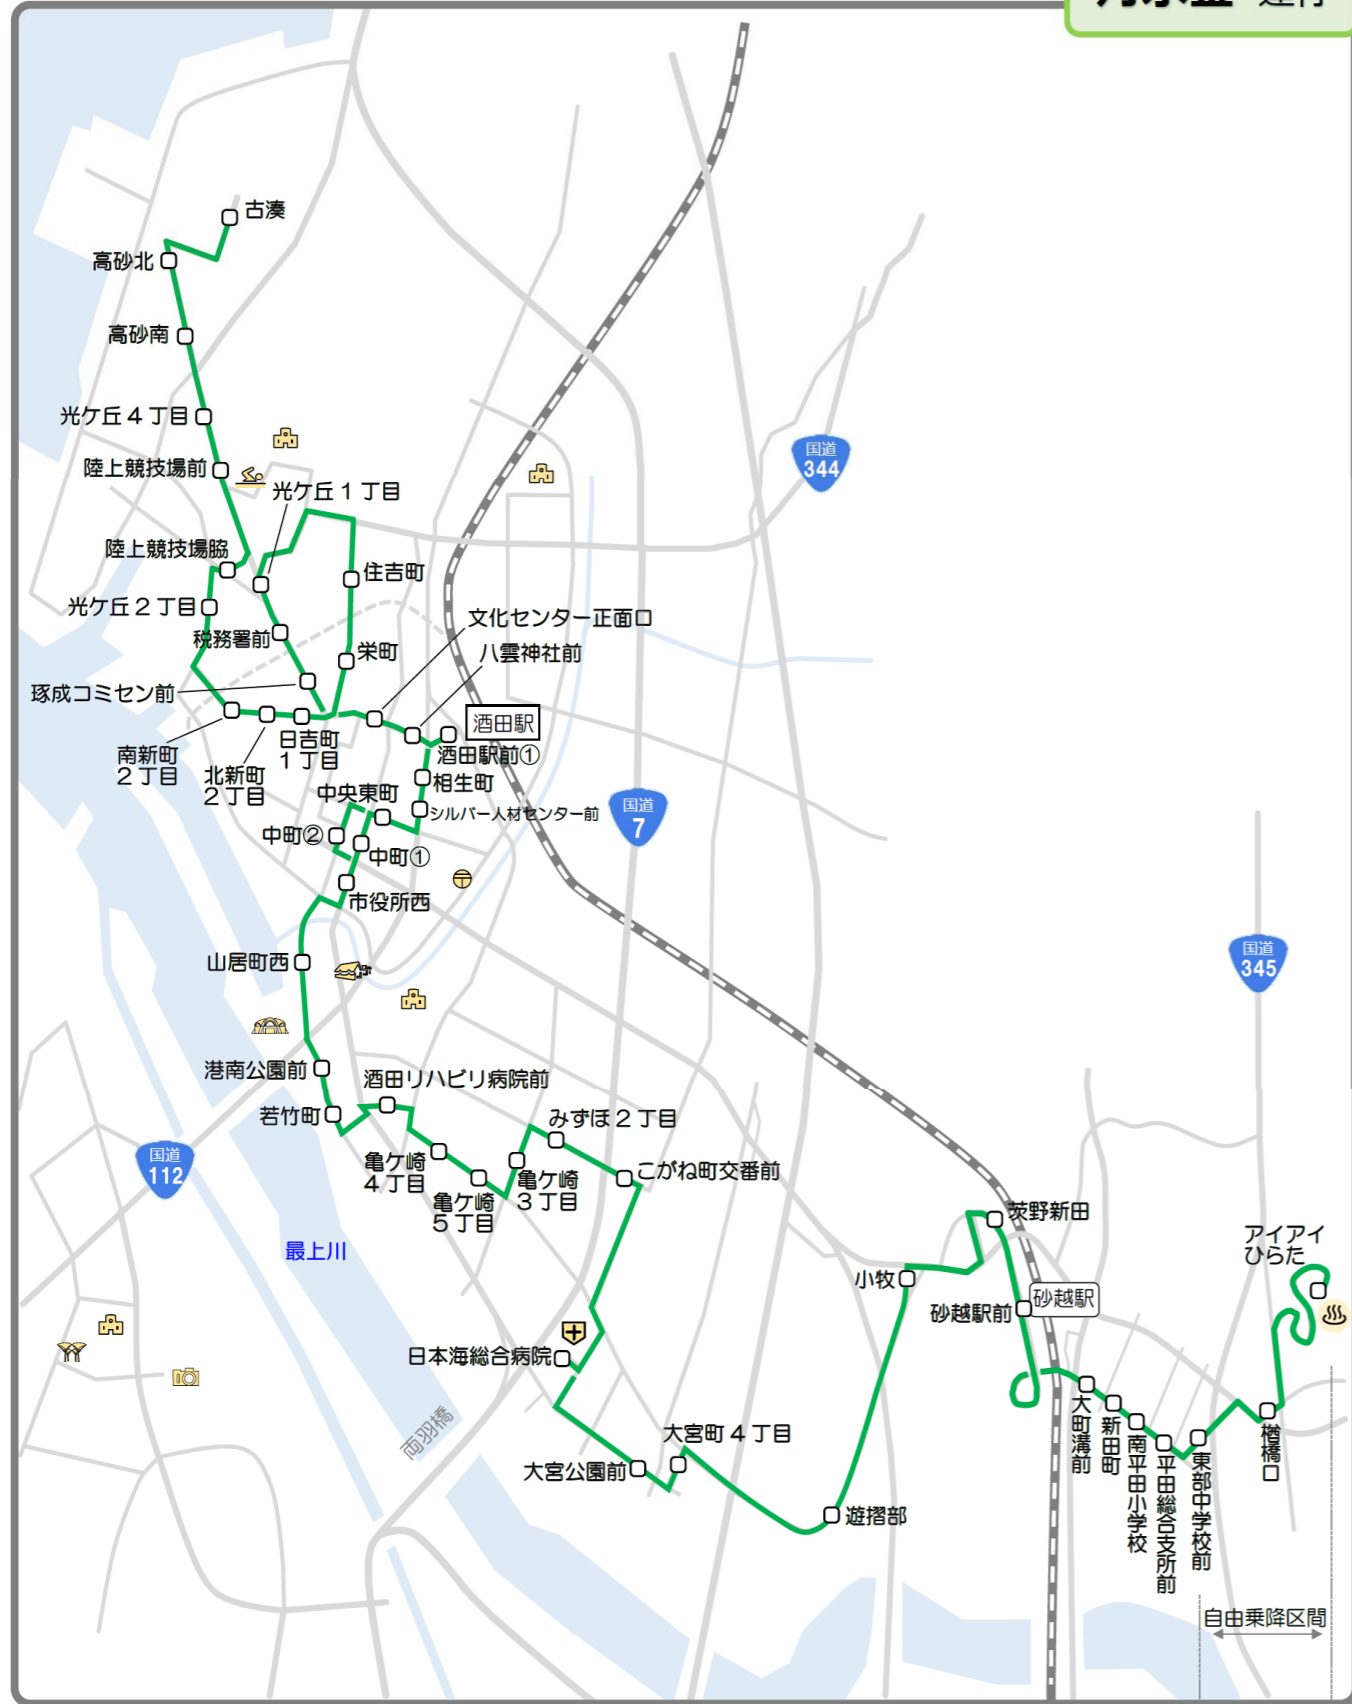 運行
古湊
高砂北
高砂南
光ケ丘４丁目
陸上競技場前
光ケ丘１丁目
陸上競技場脇
住吉町
光ケ丘２丁目
文化センター正面口
税務署前
栄町
八雲神社前
琢成コミセン前
酒田駅
南新町
２丁目
北新町
２丁目
日吉町
１丁目
酒田駅前①
相生町
中央東町
シルバー人材センター前
中町②
中町①
市役所西
山居町西
港南公園前
酒田リハビリ病院前
若竹町
みずほ２丁目
亀ケ崎
４丁目
亀ケ崎
５丁目
亀ケ崎
３丁目
こがね町交番前
国道
344
国道
7
国道
345
国道
112
最上川
茨野新田
小牧
砂越駅前
砂越駅
アイアイ
ひらた
日本海総合病院
両羽橋
大宮町４丁目
大宮公園前
遊摺部
大町溝前
新田町
南平田小学校
平田総合支所前
東部中学校前
楢橋口
自由乗降区間